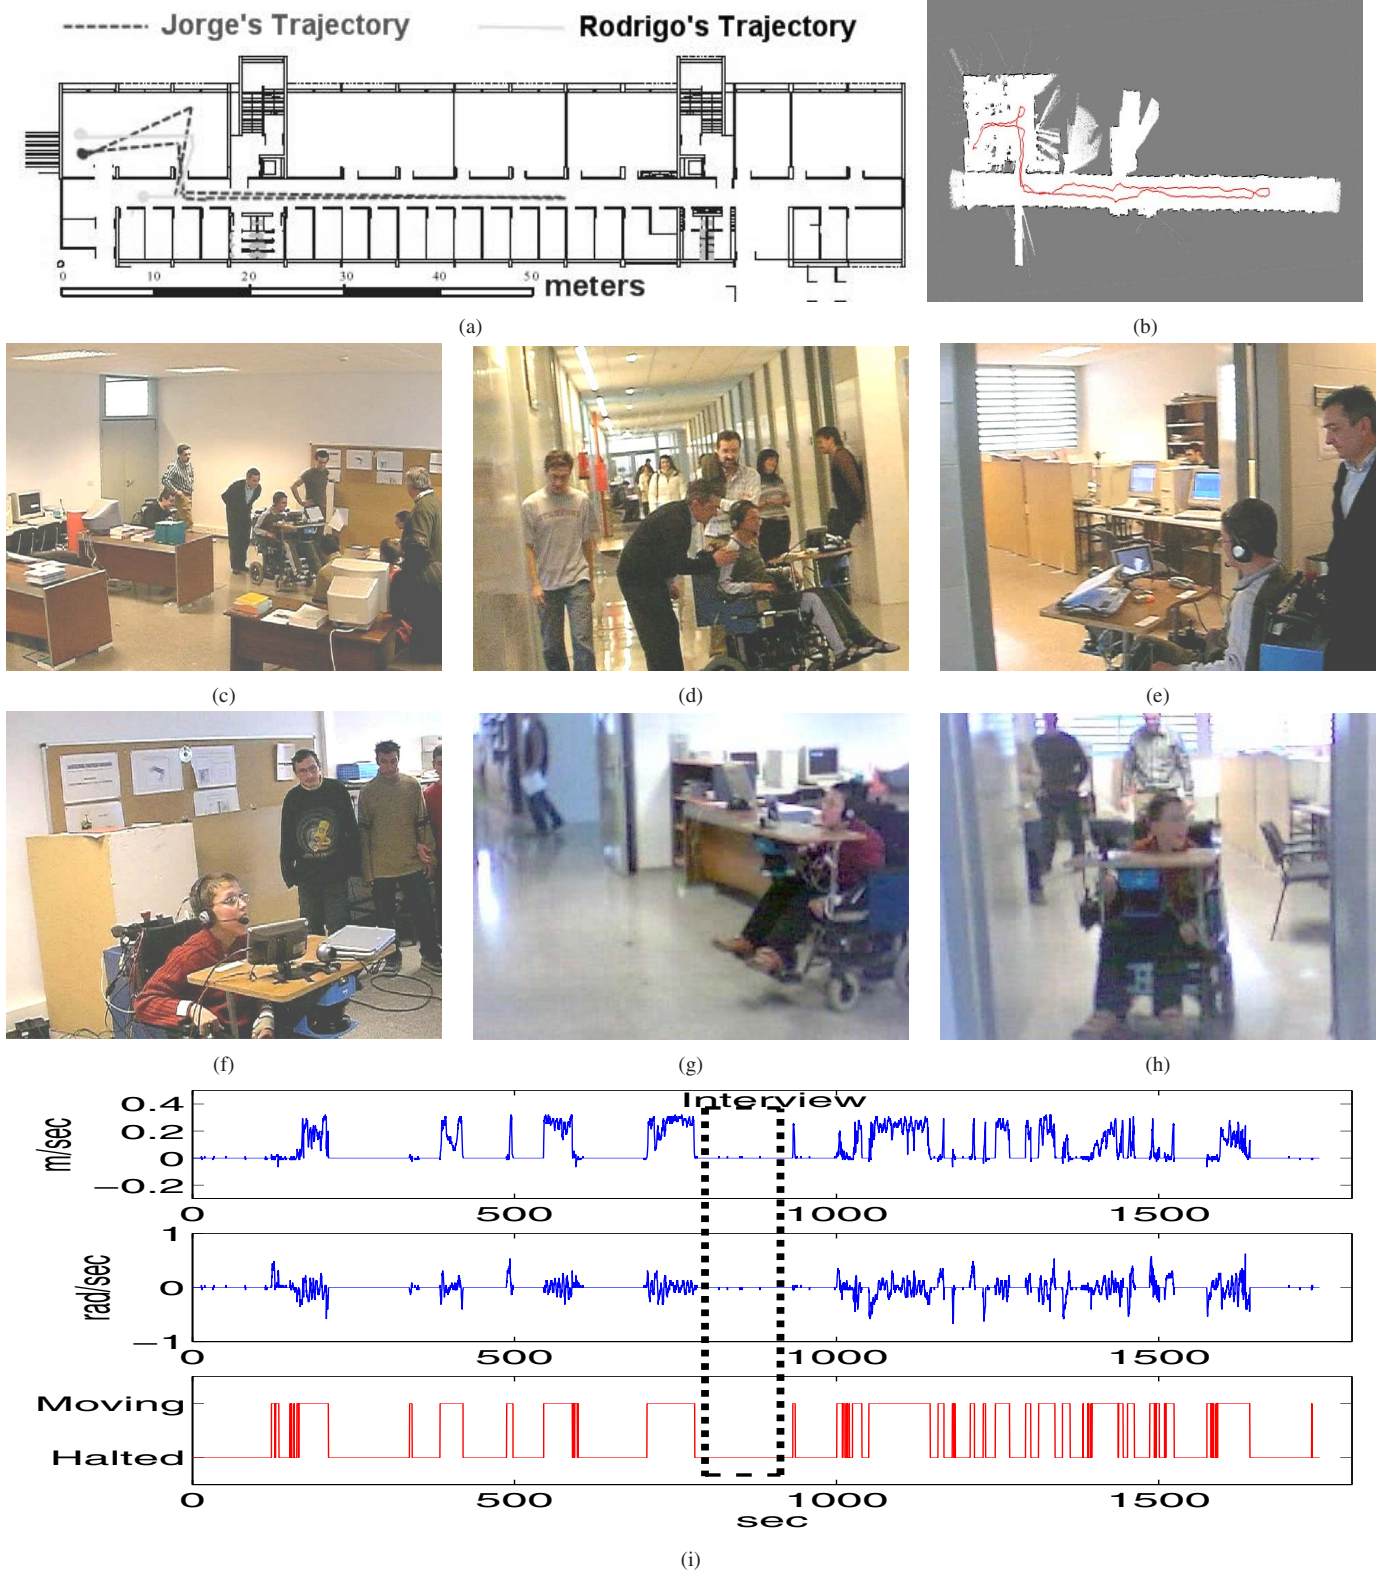 Jorge's Trajectory Rodrigo's Trajectory
0 10 20 30 40 50
meters
(a) (b)
(c) (d) (e)
(f) (g) (h)
Interview
m/sec
0.4
0.2
0
−0.2
0 500 1000 1500
rad/sec
1
0
−1
0 500 1000 1500
Moving
Halted
0 500 1000 1500
sec
(i)